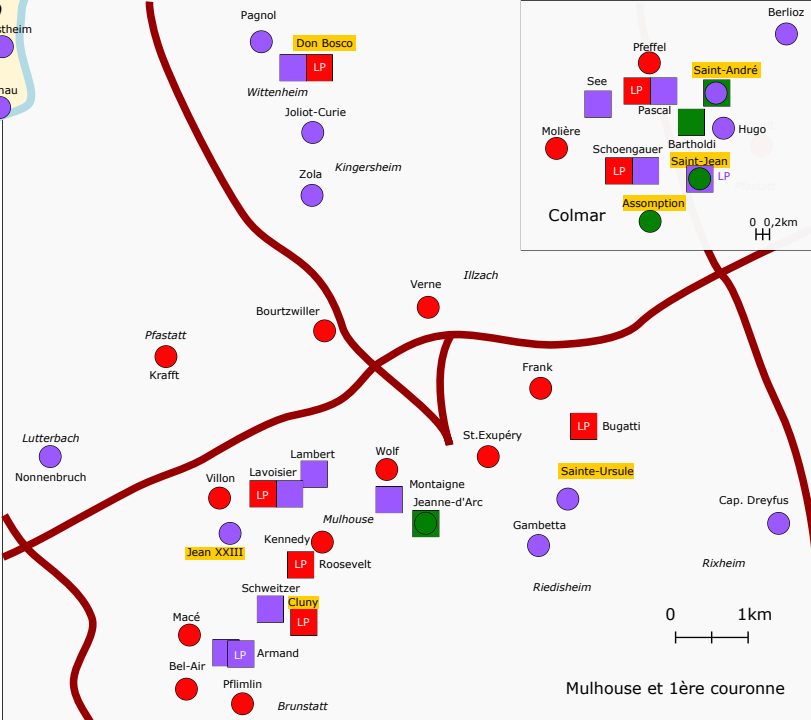 Pagnol
Don Bosco
LP
Wittenheim
Joliot-Curie
Kingersheim
Zola
stheim
nau
Berlioz
Pfeffel
Saint-André
See
LP
Pascal
Hugo
Molière
Bartholdi
Schoengauer
Saint-Jean
LP
LP
Assomption
Colmar
0 0,2km
Illzach
Verne
Bourtzwiller
Pfastatt
Krafft
Frank
LP
Bugatti
Lutterbach
Nonnenbruch
St.Exupéry
Wolf
Lambert
Lavoisier
LP
Villon
Sainte-Ursule
Montaigne
Jeanne-d'Arc
Mulhouse
Cap. Dreyfus
Gambetta
Kennedy
Jean XXIII
LP
Roosevelt
Rixheim
Riedisheim
Schweitzer
Cluny
LP
Macé
LP
Armand
Bel-Air
Pflimlin
Brunstatt
0 1km
Mulhouse et 1ère couronne